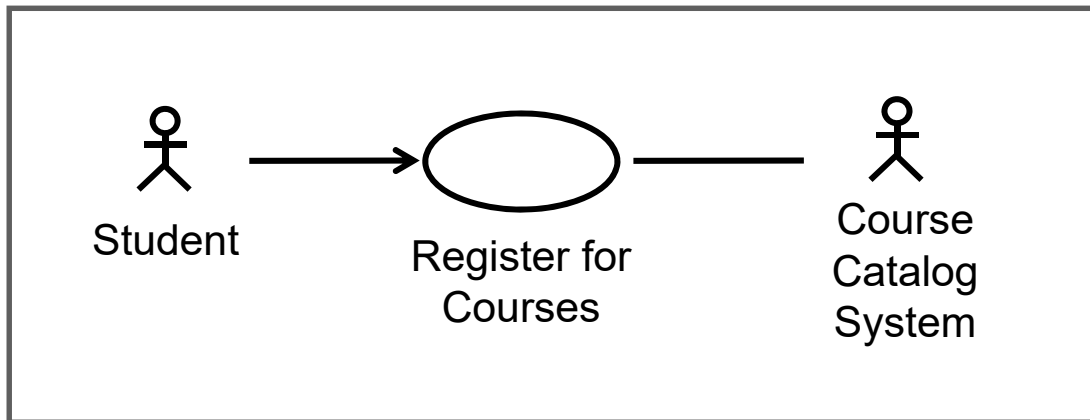 Student
Register for
Courses
Course
Catalog
System